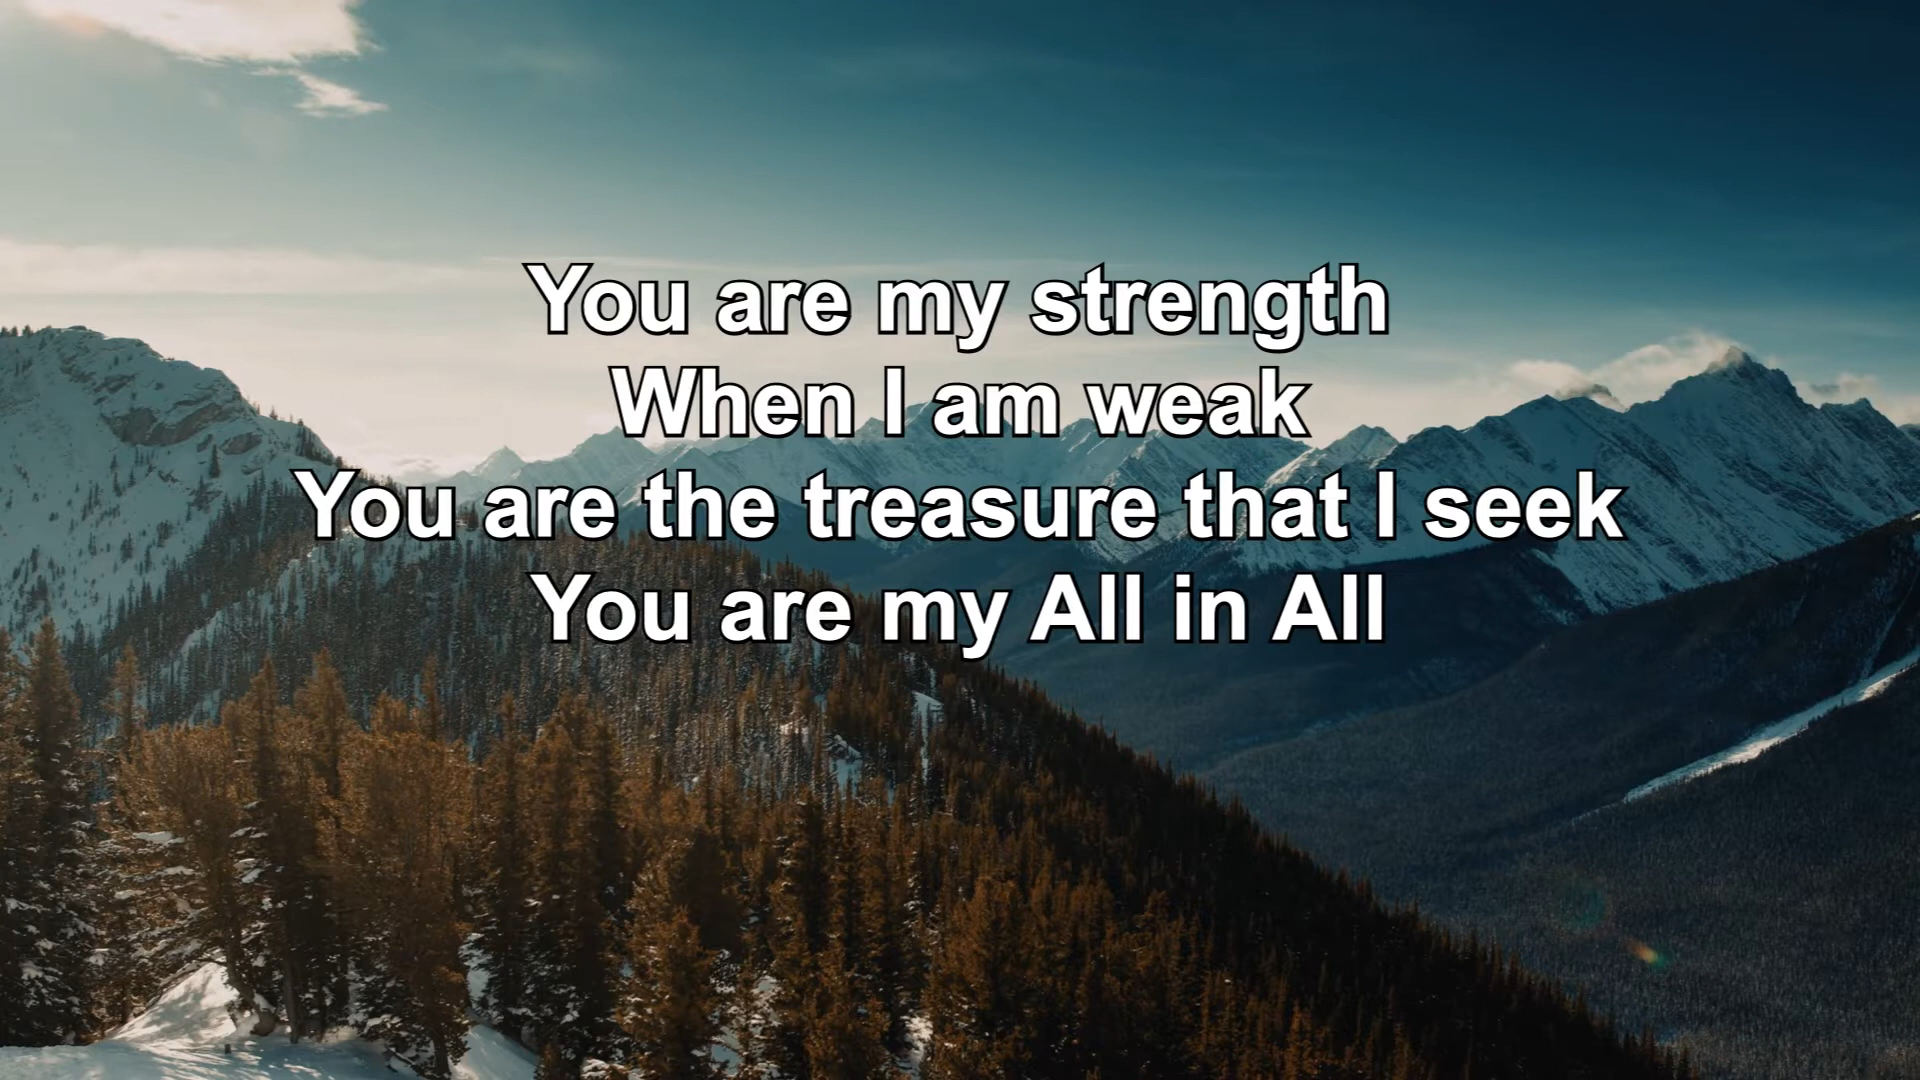 You are my strength
When I am weak
You are the treasure that I seek
You are my All in All